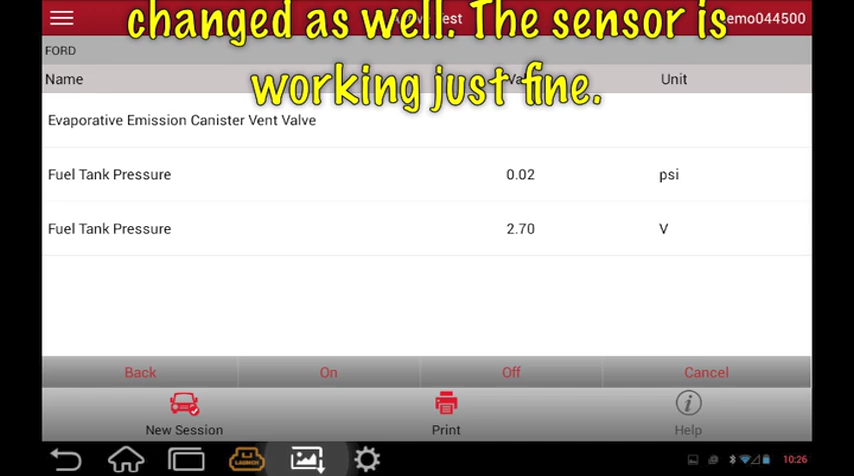 changed as well. The sensor is
working just fine.
emo044500
FORD
Name Unit
Evaporative Emission Canister Vent Valve
Fuel Tank Pressure 0.02 psi
Fuel Tank Pressure 2.70 V
Back On Off Cancel
New Session Print Help
LAUNCH
10:26